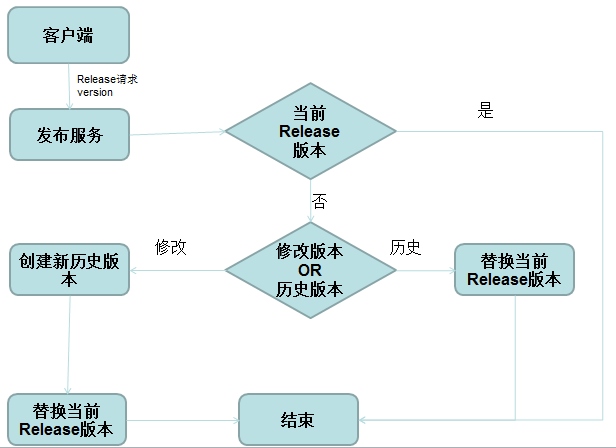 客户端
Release请求
version
发布服务
当前
Release
版本
是
否
修改版本
OR
历史版本
修改
历史
创建新历史版
本
替换当前
Release版本
替换当前
Release版本
结束